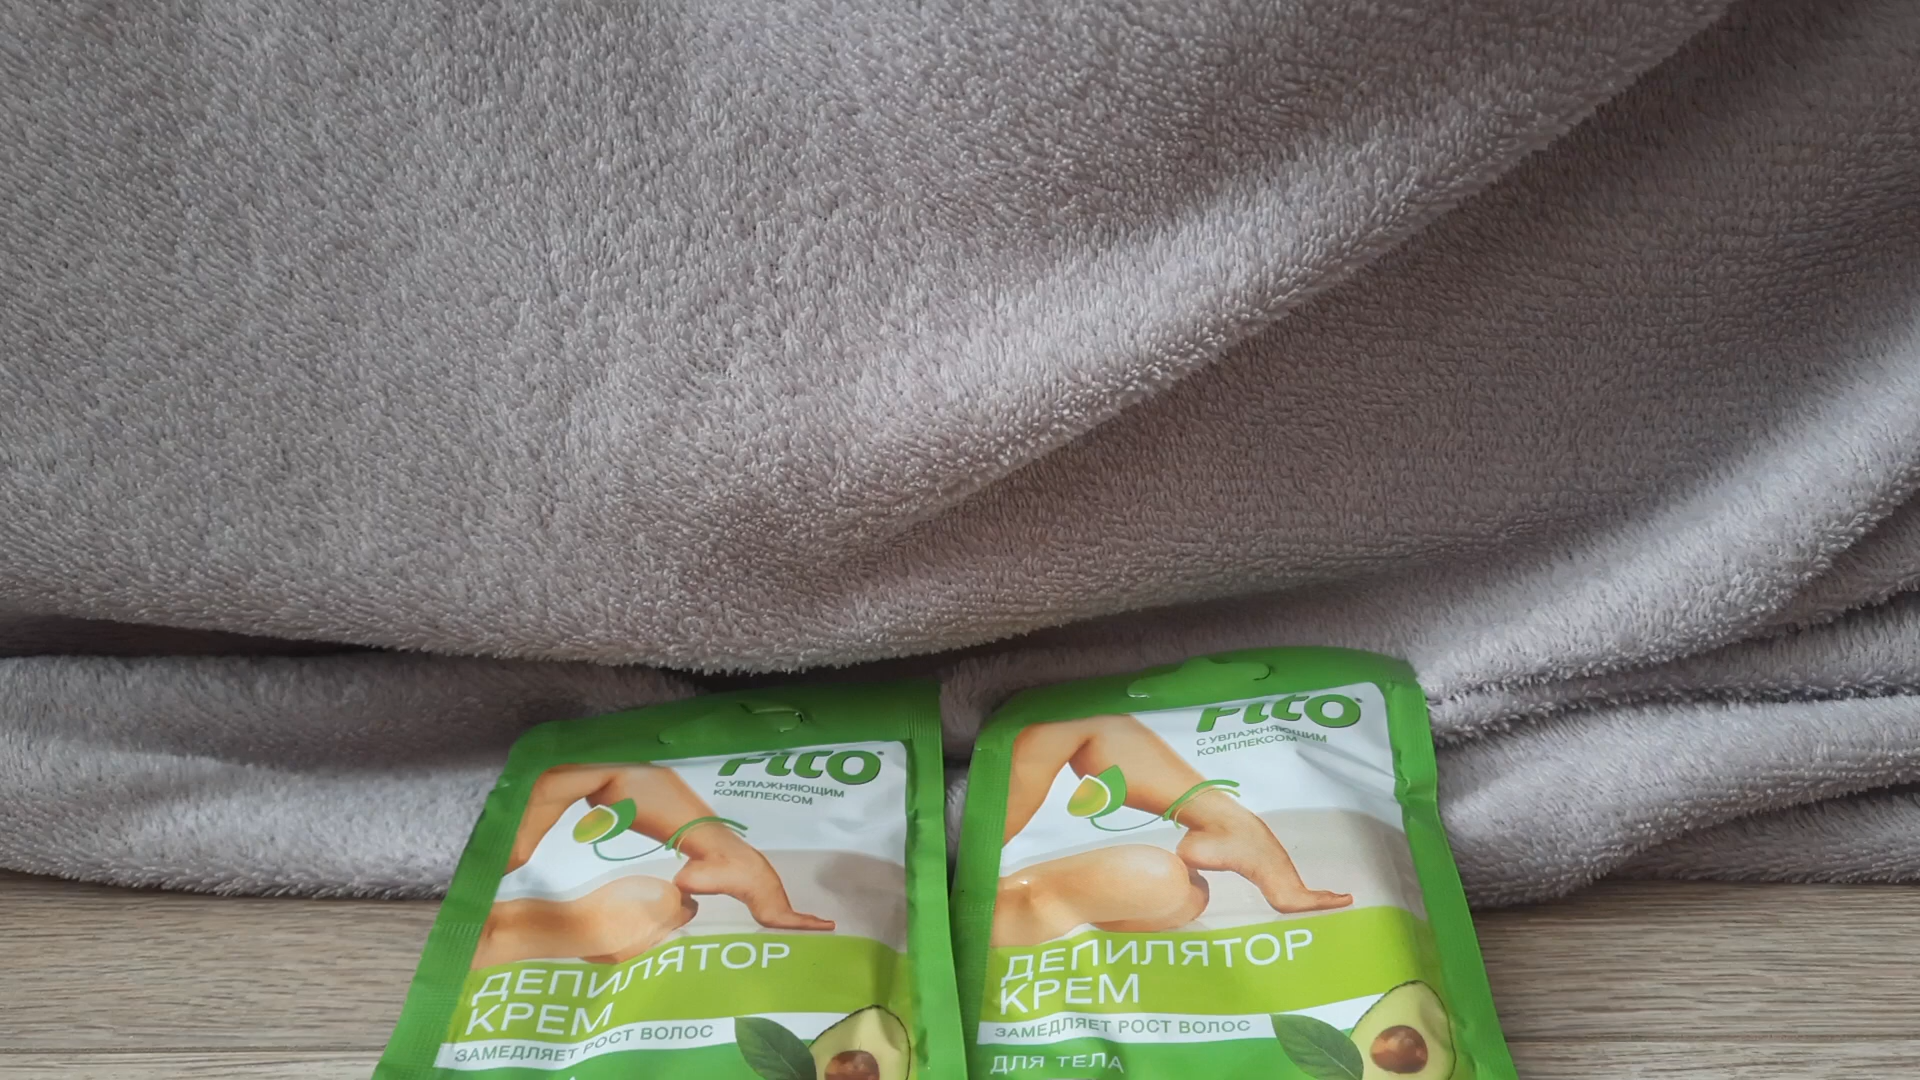 Fito
С УВЛАЖНЯЮЩИМ
КОМПЛЕКСОМ
ДЕПИЛЯТОР
КРЕМ
ЗАМЕДЛЯЕТ РОСТ ВОЛОС
Fito
С УВЛАЖНЯЮЩИМ
КОМПЛЕКСОМ
ДЕПИЛЯТОР
КРЕМ
ЗАМЕДЛЯЕТ РОСТ ВОЛОС
ДЛЯ ТЕЛА